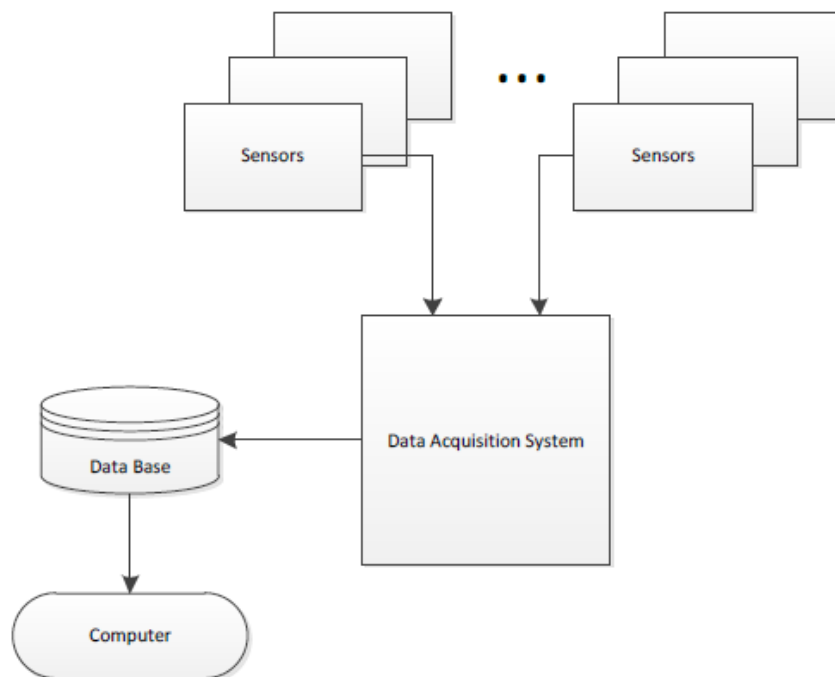 Sensors
Sensors
Data Acquisition System
Data Base
Computer